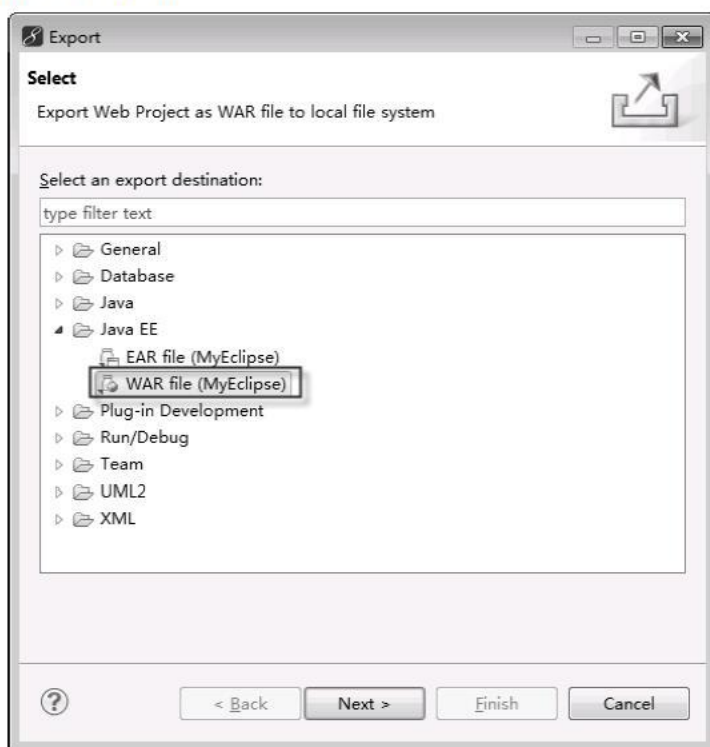 Export
Select
Export Web Project as WAR file to local file system
Select an export destination:
type filter text
General
Database
Java
Java EE
EAR file (MyEclipse)
WAR file (MyEclipse)
Plug-in Development
Run/Debug
Team
UML2
XML
? < Back Next > Finish Cancel